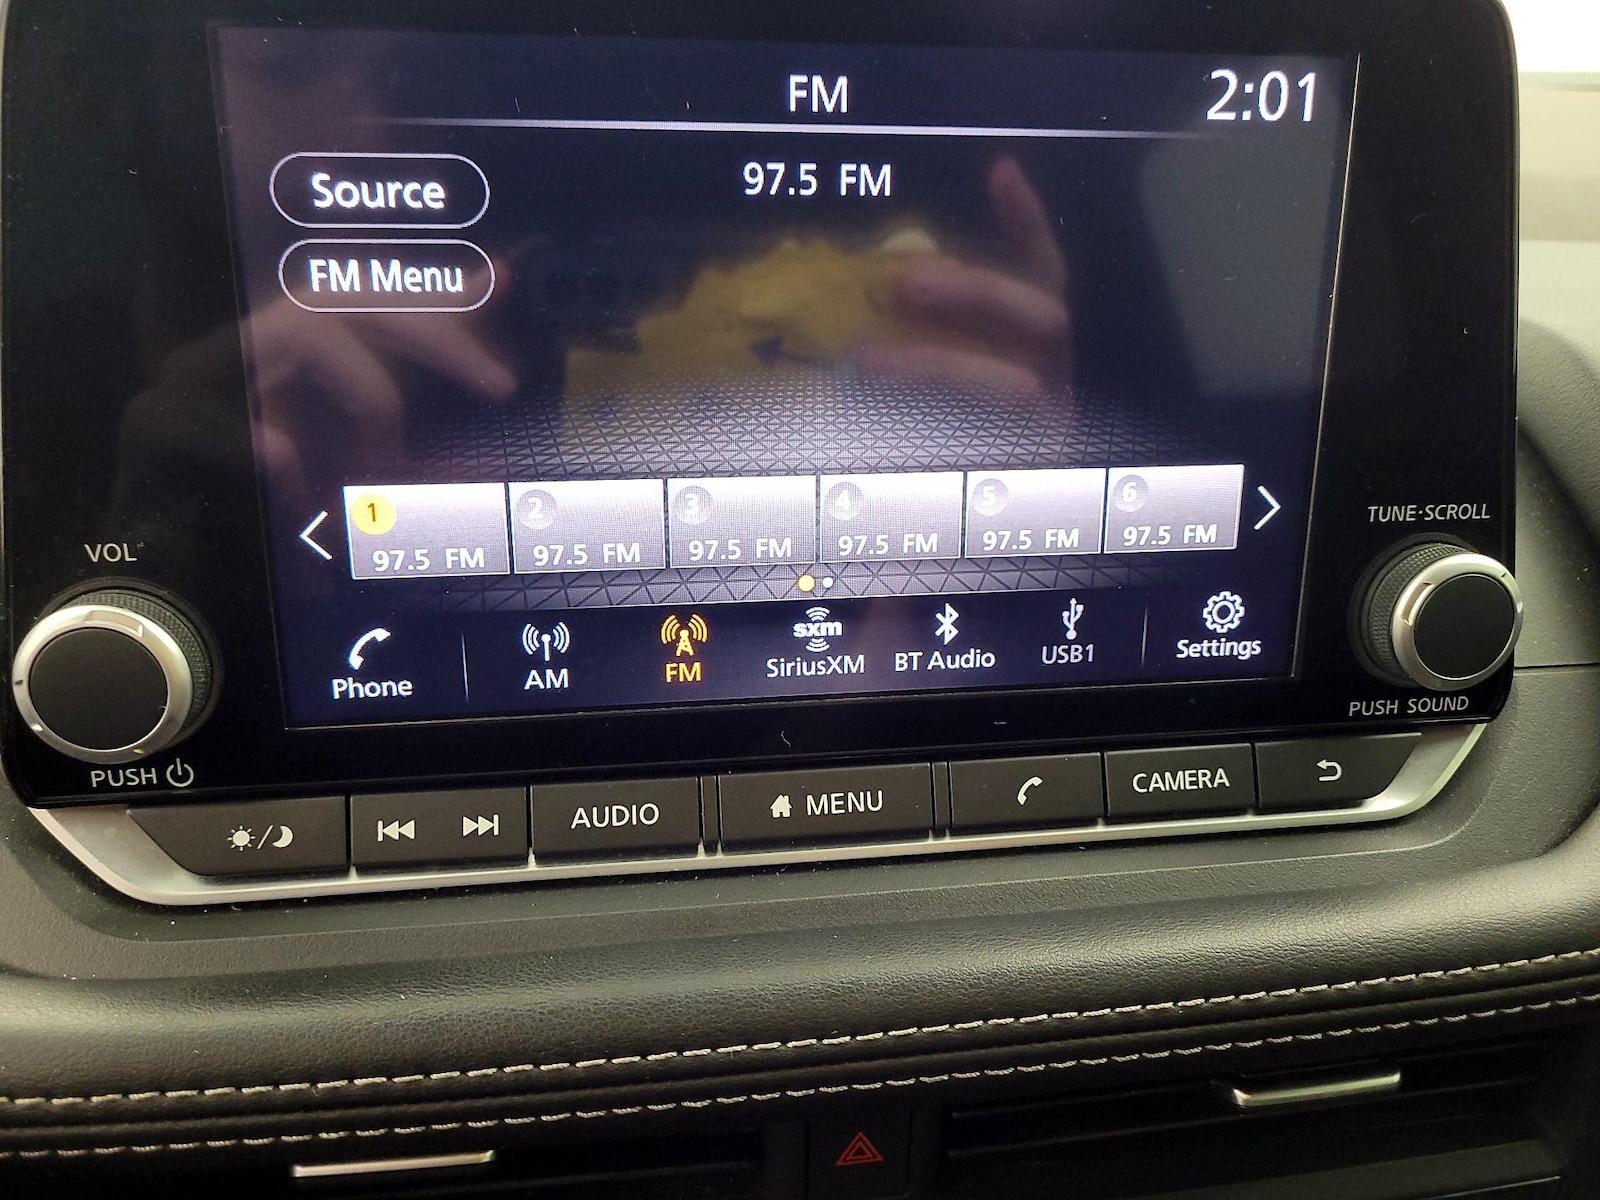 FM
2:01
Source
97.5 FM
FM Menu
1
2
3
4
5
6
97.5 FM
97.5 FM
97.5 FM
97.5 FM
97.5 FM
97.5 FM
Phone
AM
FM
sxm
SiriusXM
BT Audio
USB1
Settings
VOL
PUSH
TUNE·SCROLL
PUSH SOUND
AUDIO
MENU
CAMERA